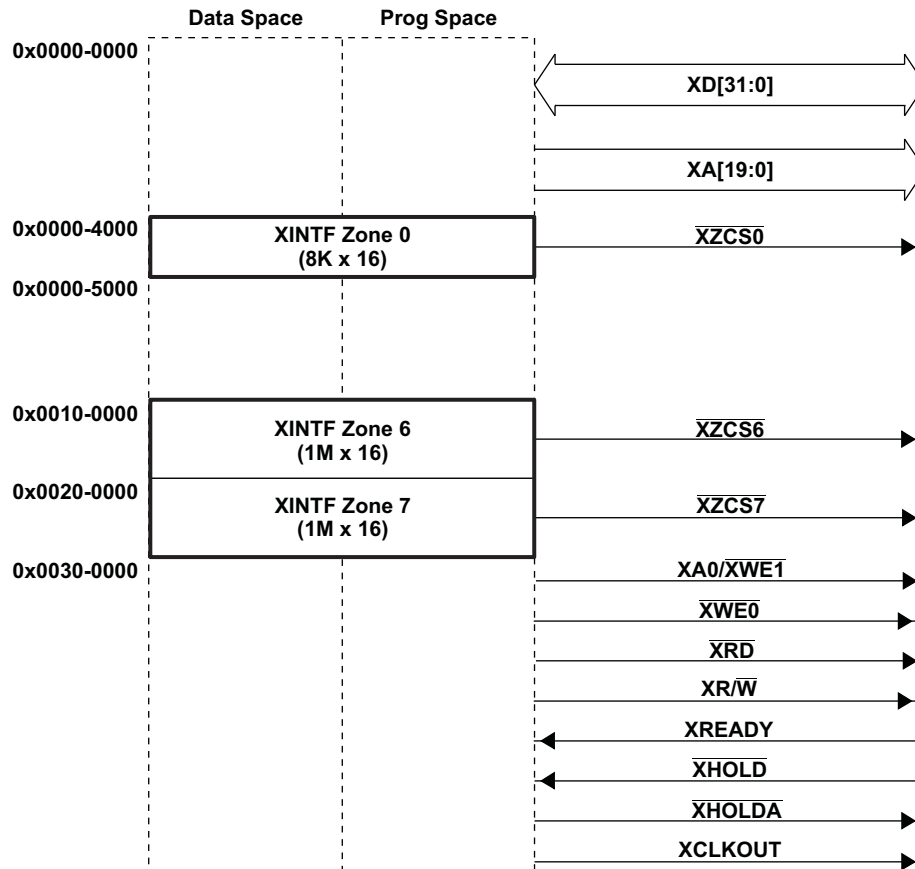 Data Space Prog Space
0x0000-0000
XD[31:0]
XA[19:0]
0x0000-4000
XINTF Zone 0
(8K x 16)
XZCS0
0x0000-5000
0x0010-0000
XINTF Zone 6
(1M x 16)
XZCS6
0x0020-0000
XINTF Zone 7
(1M x 16)
XZCS7
0x0030-0000
XA0/XWE1
XWE0
XRD
XR/W
XREADY
XHOLD
XHOLDA
XCLKOUT